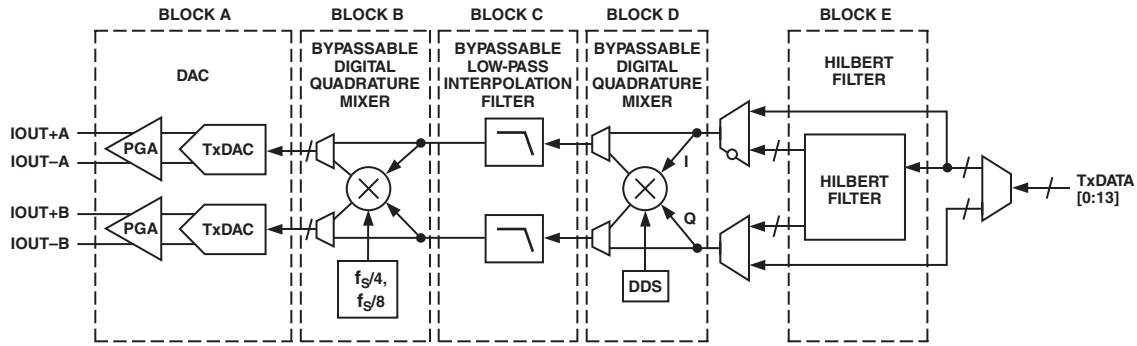 BLOCK A
BLOCK B
BLOCK C
BLOCK D
BLOCK E
DAC
BYPASSABLE
DIGITAL
QUADRATURE
MIXER
BYPASSABLE
LOW-PASS
INTERPOLATION
FILTER
BYPASSABLE
DIGITAL
QUADRATURE
MIXER
HILBERT
FILTER
IOUT+A
IOUT–A
PGA
TxDAC
I
HILBERT
FILTER
TxDATA
[0:13]
IOUT+B
IOUT–B
PGA
TxDAC
Q
fS/4,
fS/8
DDS